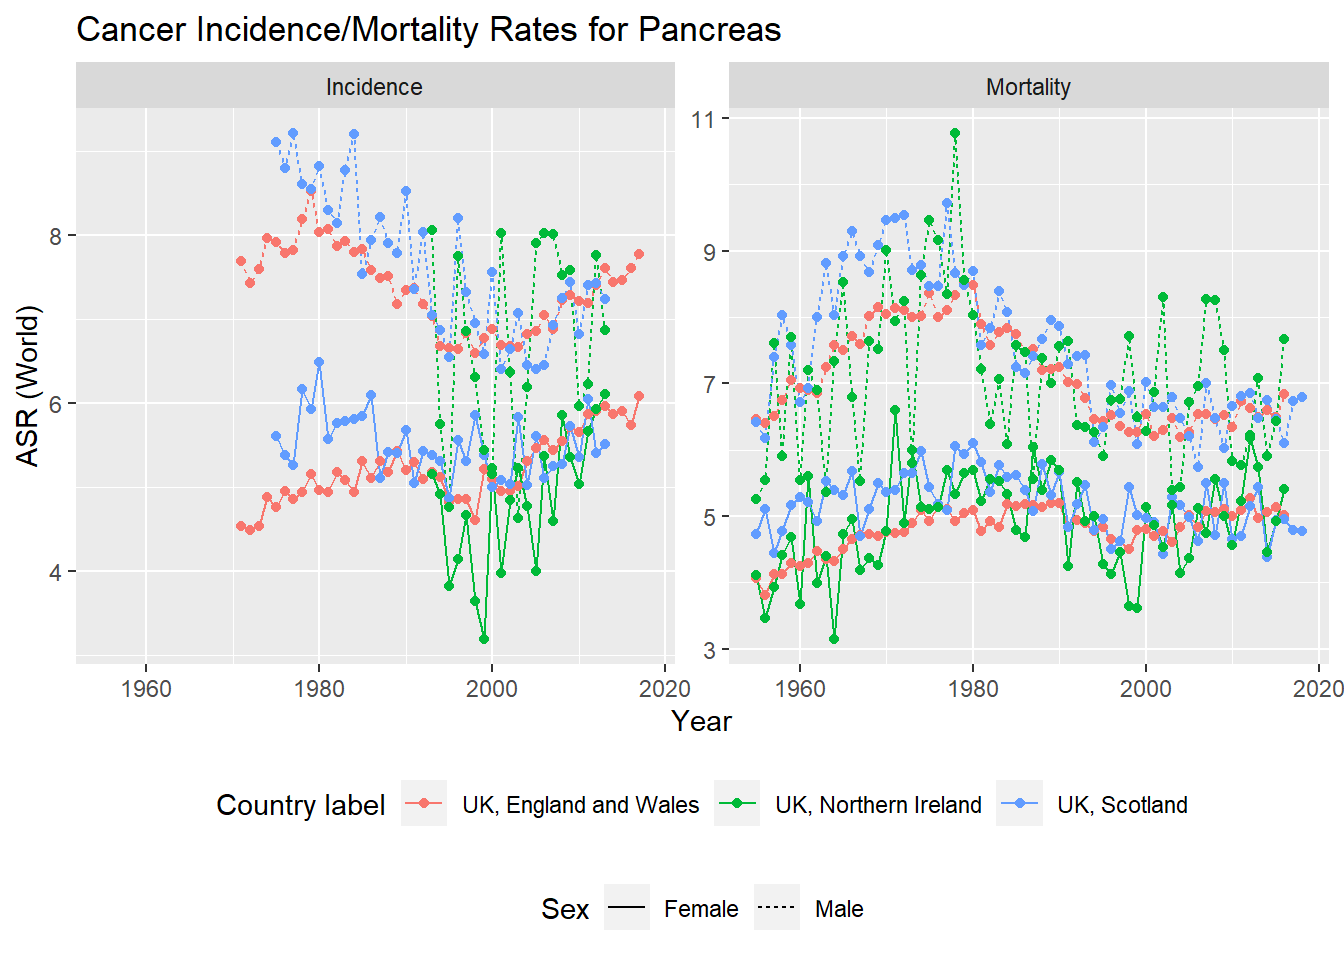 Cancer Incidence/Mortality Rates for Pancreas
Incidence
Mortality
ASR (World)
8
6
4
11
9
7
5
3
1960
1980
2000
2020
1960
1980
2000
2020
Year
Country label
UK, England and Wales
UK, Northern Ireland
UK, Scotland
Sex
Female
Male